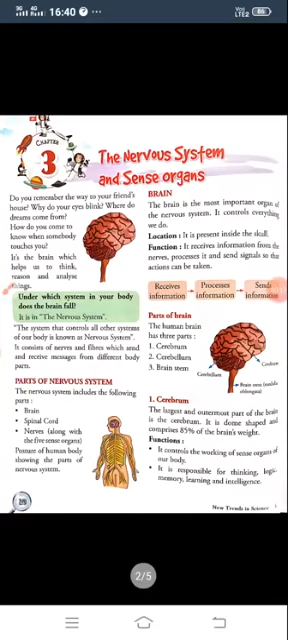 16:40
86
CHAPTER
3
The Nervous System
and Sense organs
Do you remember the way to your friend's
house? Why do your eyes blink? Where do
dreams come from?
How do you come to
know when somebody
touches you?
It's the brain which
helps us to think,
reason and analyse
things.
Under which system in your body
does the brain fall?
It is in "The Nervous System".
"The system that controls all other systems
of our body is known as Nervous System".
It consists of nerves and fibres which send
and receive messages from different body
parts.
PARTS OF NERVOUS SYSTEM
The nervous system includes the following
parts :
• Brain
• Spinal Cord
• Nerves (along with
the five sense organs)
Posture of human body
showing the parts of
nervous system.
BRAIN
The brain is the most important organ of
the nervous system. It controls everything
we do.
Location : It is present inside the skull.
Function : It receives information from the
nerves, processes it and send signals so that
actions can be taken.
Receives
information
Processes
information
Sends
information
Parts of brain
The human brain
has three parts :
1. Cerebrum
2. Cerebellum
3. Brain stem
Cerebrum
Cerebellum
Brain stem (medulla
oblongata)
1. Cerebrum
The largest and outermost part of the brain
is the cerebrum. It is dome shaped and
comprises 85% of the brain's weight.
Functions :
• It controls the working of sense organs of
our body.
• It is responsible for thinking, logic,
memory, learning and intelligence.
New Trends in Science
2/5